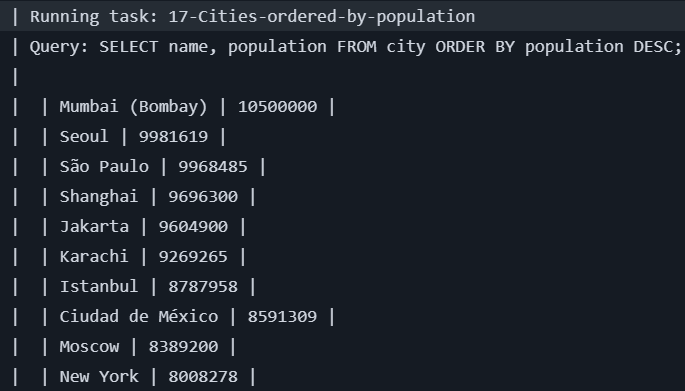 | Running task: 17-Cities-ordered-by-population
| Query: SELECT name, population FROM city ORDER BY population DESC;
|
|  | Mumbai (Bombay) | 10500000 |
|  | Seoul | 9981619 |
|  | São Paulo | 9968485 |
|  | Shanghai | 9696300 |
|  | Jakarta | 9604900 |
|  | Karachi | 9269265 |
|  | Istanbul | 8787958 |
|  | Ciudad de México | 8591309 |
|  | Moscow | 8389200 |
|  | New York | 8008278 |